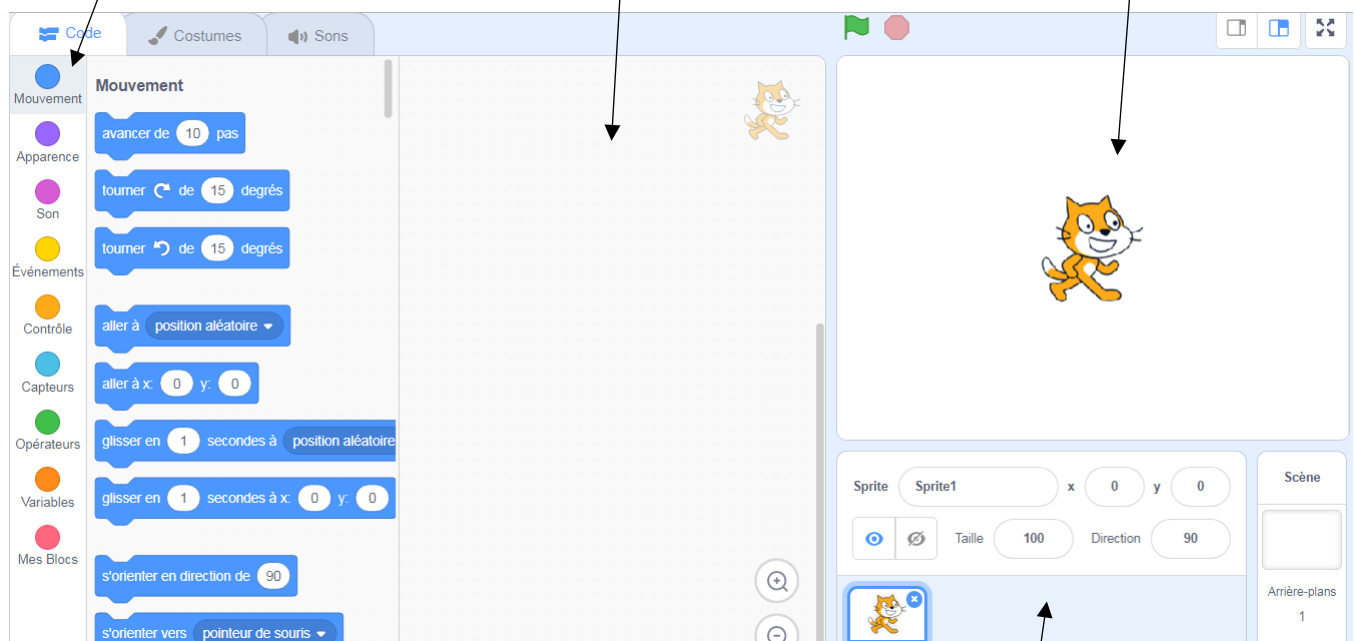 Code
Costumes
Sons
Mouvement
Apparence
Son
Événements
Contrôle
Capteurs
Opérateurs
Variables
Mes Blocs
Mouvement
avancer de 10 pas
tourner de 15 degrés
tourner de 15 degrés
aller à position aléatoire
aller à x: 0 y: 0
glisser en 1 secondes à position aléatoire
glisser en 1 secondes à x: 0 y: 0
s'orienter en direction de 90
s'orienter vers pointeur de souris
Sprite Sprite1 x 0 y 0
Taille 100 Direction 90
Scène
Arrière-plans
1